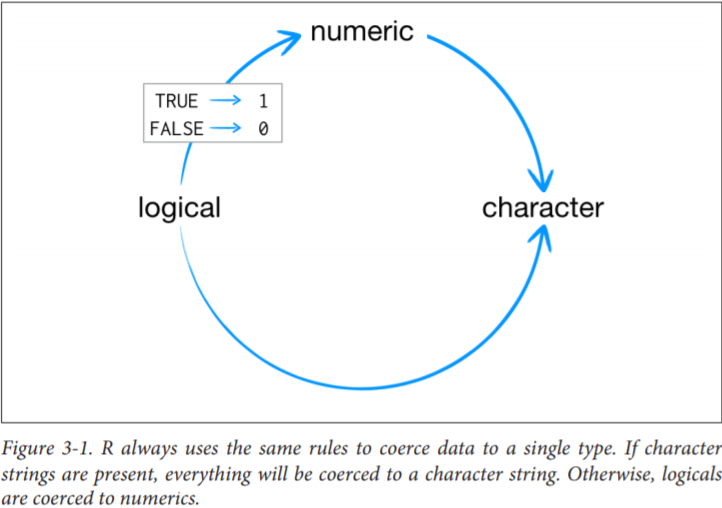 numeric
TRUE → 1
FALSE → 0
logical
character
Figure 3-1. R always uses the same rules to coerce data to a single type. If character
strings are present, everything will be coerced to a character string. Otherwise, logicals
are coerced to numerics.